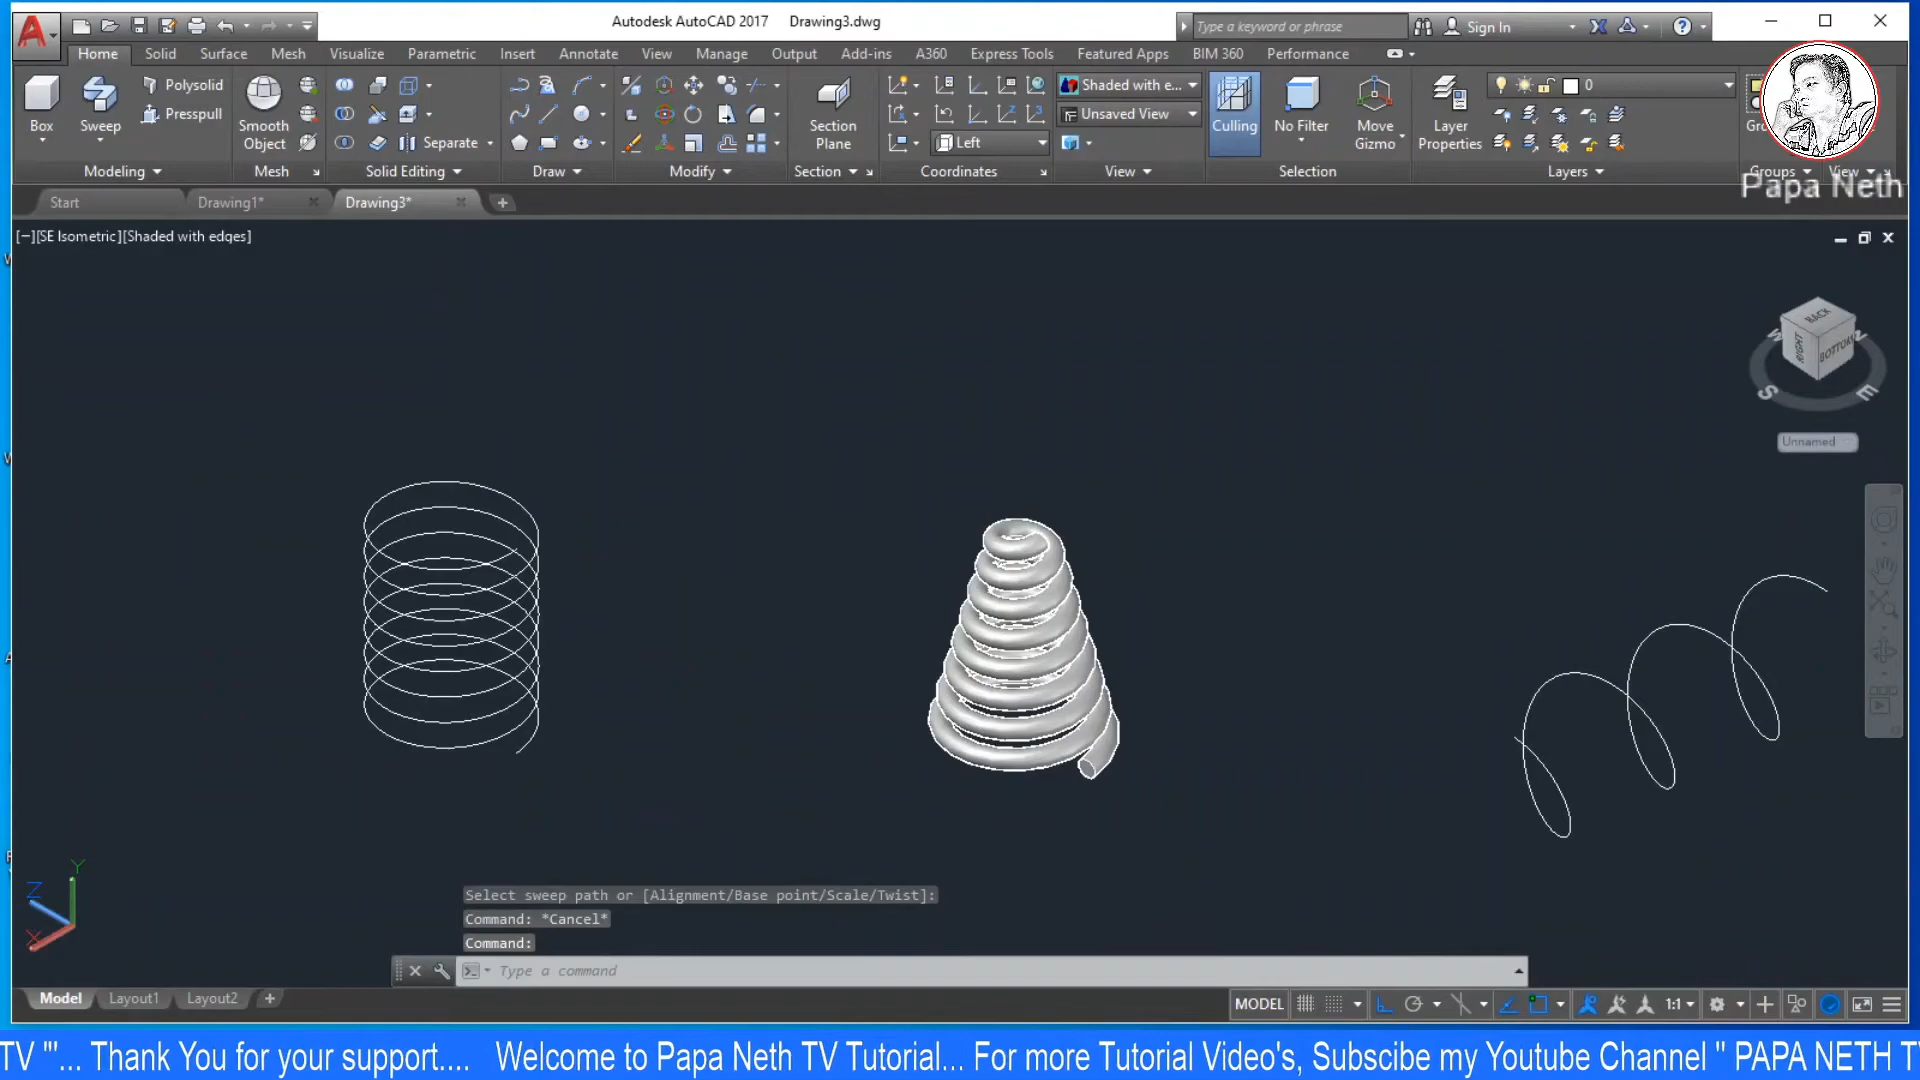 Autodesk AutoCAD 2017 Drawing3.dwg
Type a keyword or phrase
Sign In
Home Solid Surface Mesh Visualize Parametric Insert Annotate View Manage Output Add-ins A360 Express Tools Featured Apps BIM 360 Performance
Box
Sweep
Polysolid
Presspull
Smooth
Object
Separate
Section
Plane
Left
Shaded with e...
Unsaved View
Culling
No Filter
Move
Gizmo
Layer
Properties
0
Modeling
Mesh
Solid Editing
Draw
Modify
Section
Coordinates
View
Selection
Layers
Groups
View
Papa Neth
Start
Drawing1*
Drawing3*
[−][SE Isometric][Shaded with edges]
BACK
RIGHT
BOTTOM
S
E
Unnamed
Y
Z
X
Select sweep path or [Alignment/Base point/Scale/Twist]:
Command: *Cancel*
Command:
Type a command
Model Layout1 Layout2
MODEL
1:1
TV "'... Thank You for your support.... Welcome to Papa Neth TV Tutorial... For more Tutorial Video's, Subscibe my Youtube Channel " PAPA NETH T